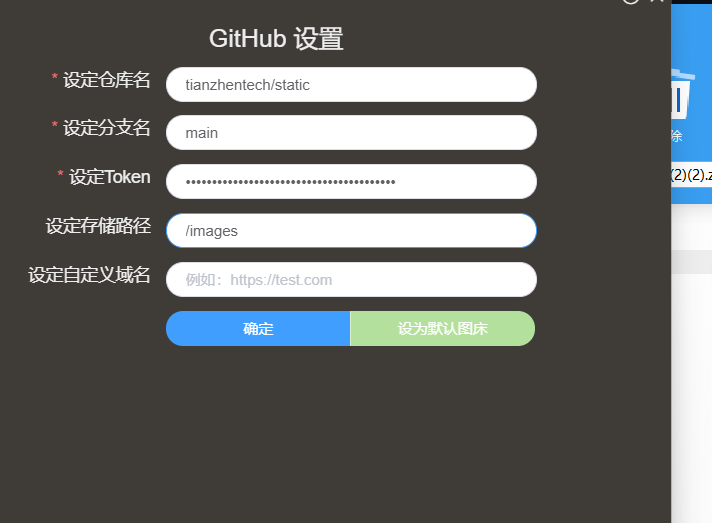 GitHub 设置
* 设定仓库名
tianzhentech/static
* 设定分支名
main
* 设定Token
••••••••••••••••••••••••••••••••••••••••
设定存储路径
/images
设定自定义域名
例如：https://test.com
确定
设为默认图床
除
(2)(2).z